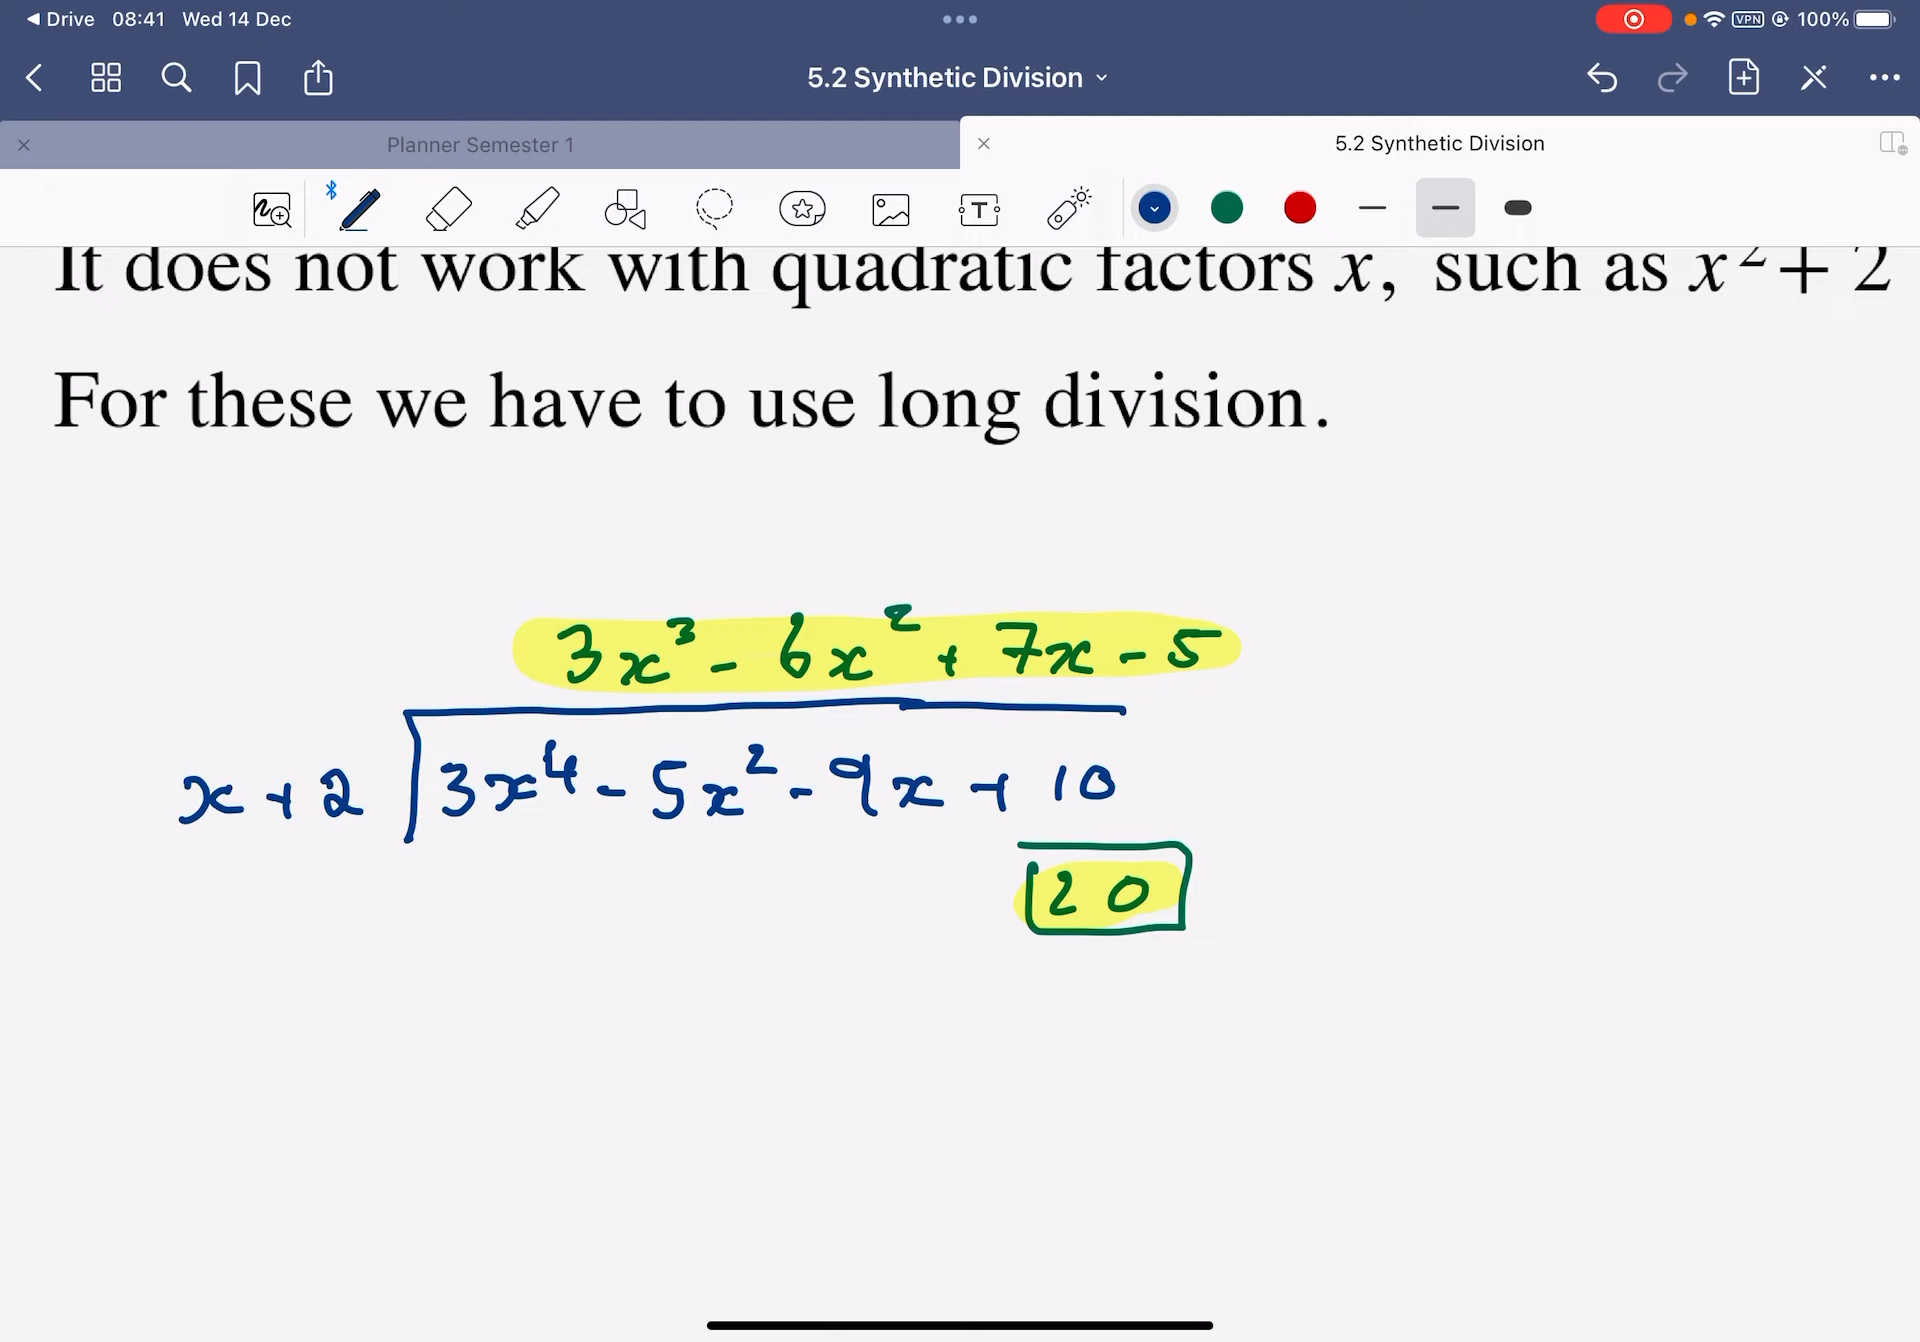 Drive 08:41 Wed 14 Dec
VPN 100%
5.2 Synthetic Division
Planner Semester 1
5.2 Synthetic Division
T
It does not work with quadratic factors x, such as x² + 2
For these we have to use long division.
3x³ - 6x² + 7x - 5
x + 2 3x⁴ - 5x² - 9x + 10
20